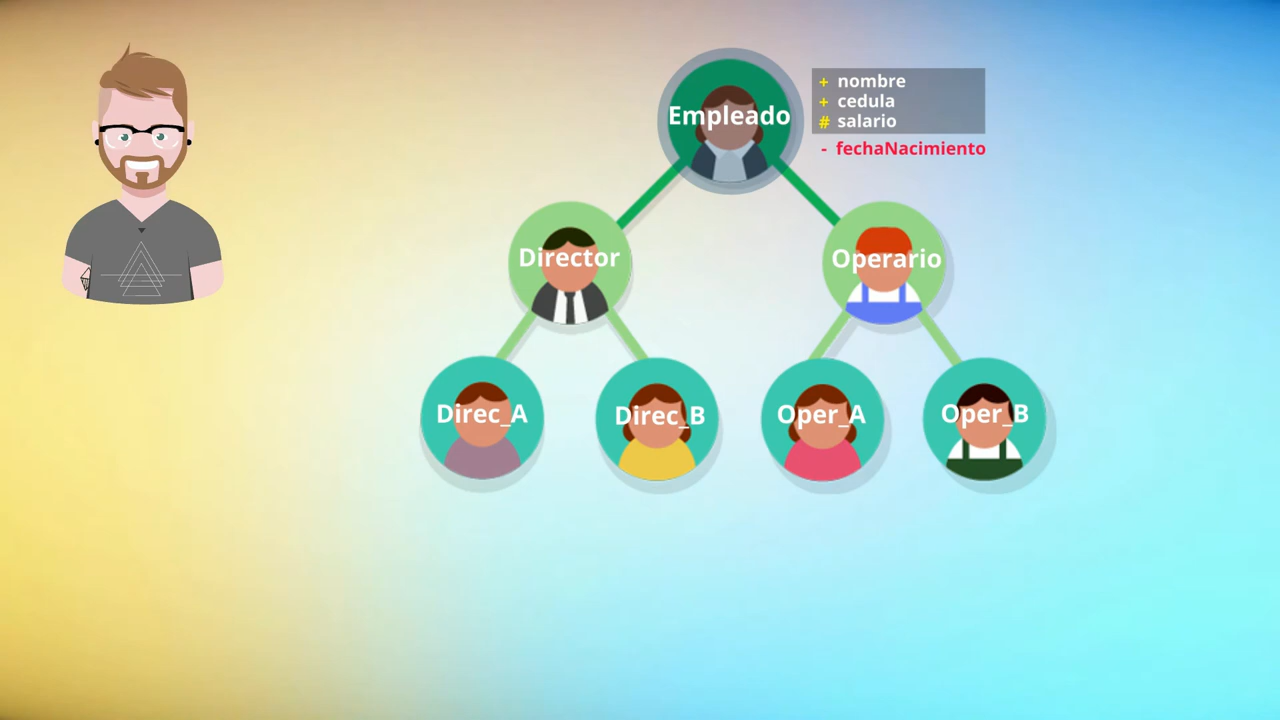 Empleado
+ nombre
+ cedula
# salario
- fechaNacimiento
Director
Operario
Direc_A
Direc_B
Oper_A
Oper_B